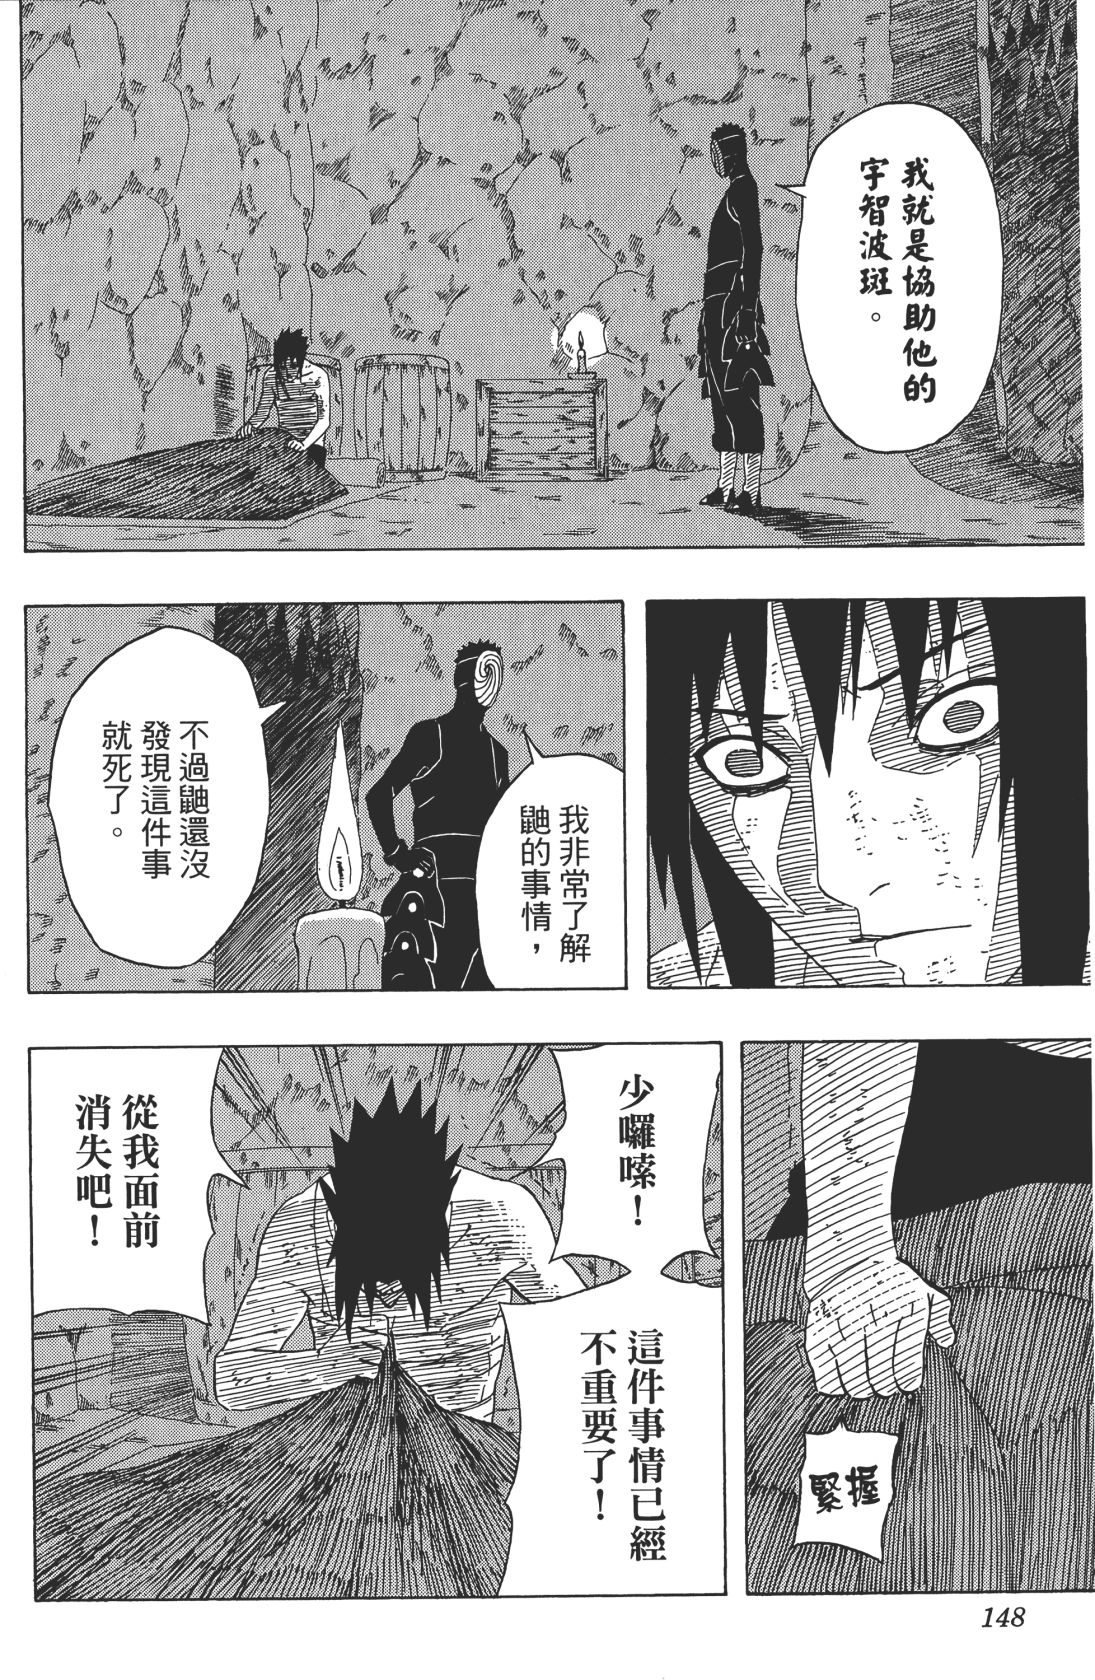 我就是協助他的
宇智波斑。
我非常了解
鼬的事情，
不過鼬還沒
發現這件事
就死了。
緊握
少囉嗦！
這件事情已經
不重要了！
從我面前
消失吧！
148